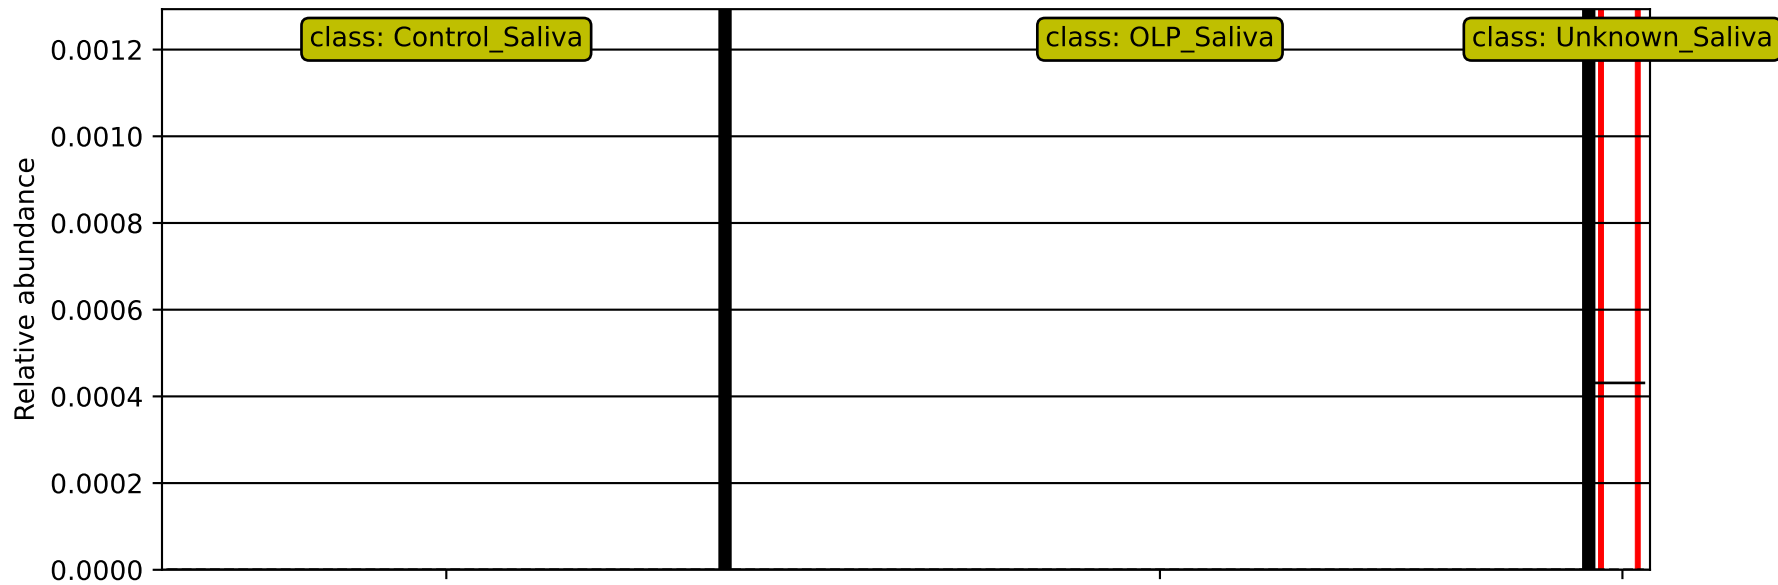 class: Control_Saliva
class: OLP_Saliva
class: Unknown_Saliva
Relative abundance
0.0012
0.0010
0.0008
0.0006
0.0004
0.0002
0.0000